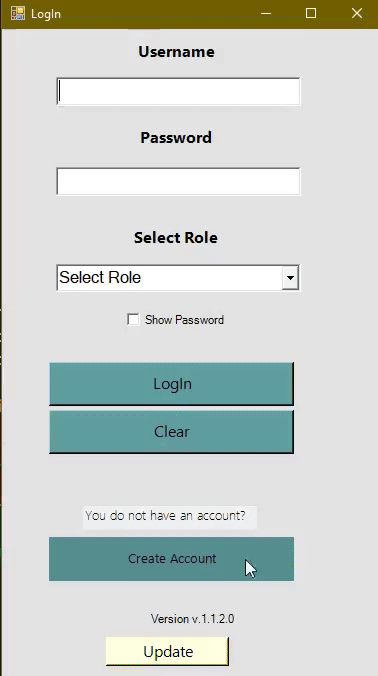 LogIn
Username
Password
Select Role
Select Role
Show Password
LogIn
Clear
You do not have an account?
Create Account
Version v.1.1.2.0
Update